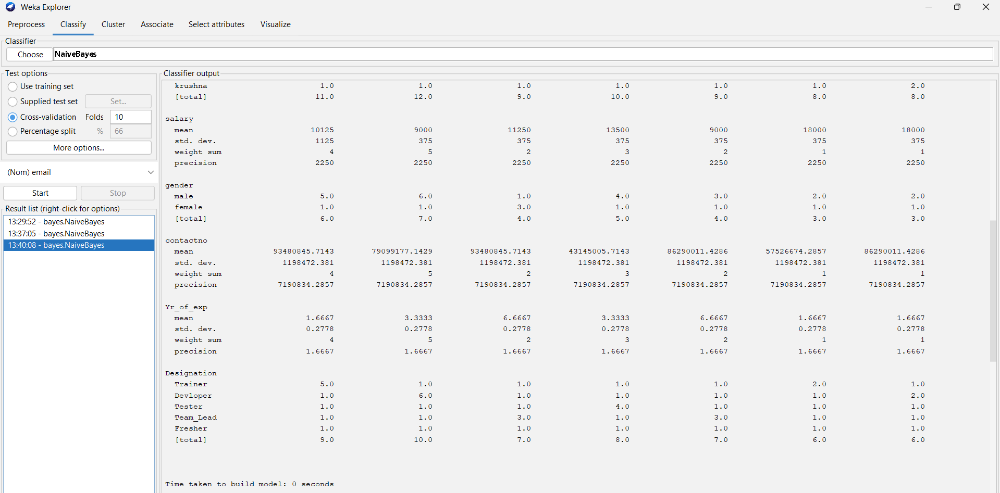 Weka Explorer
Preprocess Classify Cluster Associate Select attributes Visualize
Classifier
Choose NaiveBayes
Test options
Use training set
Supplied test set Set...
Cross-validation Folds 10
Percentage split % 66
More options...
(Nom) email
Start Stop
Result list (right-click for options)
13:29:52 - bayes.NaiveBayes
13:37:05 - bayes.NaiveBayes
13:40:08 - bayes.NaiveBayes
Classifier output
krushna 1.0 1.0 1.0 1.0 1.0 1.0 2.0
[total] 11.0 12.0 9.0 10.0 9.0 8.0 8.0
salary
mean 10125 9000 11250 13500 9000 18000 18000
std. dev. 1125 375 375 375 375 375 375
weight sum 4 5 2 3 2 1 1
precision 2250 2250 2250 2250 2250 2250 2250
gender
male 5.0 6.0 1.0 4.0 3.0 2.0 2.0
female 1.0 1.0 3.0 1.0 1.0 1.0 1.0
[total] 6.0 7.0 4.0 5.0 4.0 3.0 3.0
contactno
mean 93480845.7143 79099177.1429 93480845.7143 43145005.7143 86290011.4286 57526674.2857 86290011.4286
std. dev. 1198472.381 1198472.381 1198472.381 1198472.381 1198472.381 1198472.381 1198472.381
weight sum 4 5 2 3 2 1 1
precision 7190834.2857 7190834.2857 7190834.2857 7190834.2857 7190834.2857 7190834.2857 7190834.2857
Yr_of_exp
mean 1.6667 3.3333 6.6667 3.3333 6.6667 1.6667 1.6667
std. dev. 0.2778 0.2778 0.2778 0.2778 0.2778 0.2778 0.2778
weight sum 4 5 2 3 2 1 1
precision 1.6667 1.6667 1.6667 1.6667 1.6667 1.6667 1.6667
Designation
Trainer 5.0 1.0 1.0 1.0 1.0 2.0 1.0
Devloper 1.0 6.0 1.0 1.0 1.0 1.0 2.0
Tester 1.0 1.0 1.0 4.0 1.0 1.0 1.0
Team_Lead 1.0 1.0 3.0 1.0 3.0 1.0 1.0
Fresher 1.0 1.0 1.0 1.0 1.0 1.0 1.0
[total] 9.0 10.0 7.0 8.0 7.0 6.0 6.0
Time taken to build model: 0 seconds